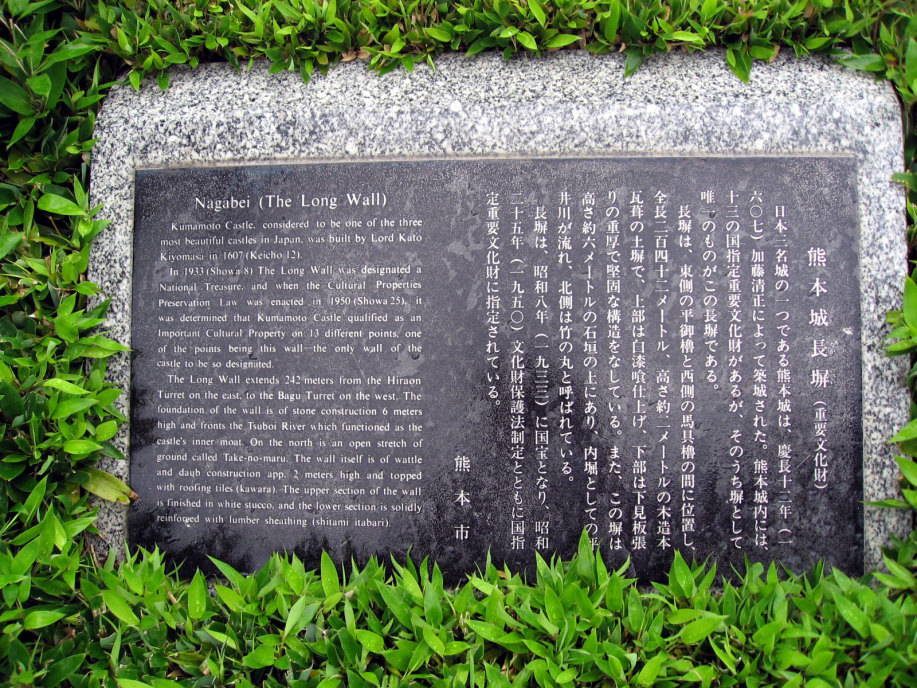 Nagabei (The Long Wall)
Kumamoto Castle, considered to be one of the three
most beautiful castles in Japan, was built by Lord Kato
Kiyomasa in 1607 (Keicho 12).
In 1933 (Showa 8) The Long Wall was designated a
National Treasure, and when the Cultural Properties
Preservation Law was enacted in 1950 (Showa 25), it
was determined that Kumamoto Castle qualified as an
Important Cultural Property on 13 different points, one
of the points being this wall—the only wall of the
castle to be so designated.
The Long Wall extends 242 meters from the Hiraon
Turret on the east, to the Bagu Turret on the west. The
foundation of the wall is of stone construction 6 meters
high and fronts the Tsuboi River which functioned as the
castle's inner moat. On the north is an open stretch of
ground called Take-no-maru. The wall itself is of wattle
and daub construction app. 2 meters high and topped
with roofing tiles (kawara). The upper section of the wall
is finished in white stucco, and the lower section is solidly
reinforced with lumber sheathing (shitami itabari).
熊本城長塀(重要文化財)
日本三名城の一つである熊本城は、慶長十二年(一
六〇七)加藤清正によって築城された。熊本城内には、
十三の国指定重要文化財があるが、そのうち塀として
唯一のものがこの長塀である。
長塀は、東側の平御櫓と西側の馬具櫓の間に位置し、
全長二百四十二メートル、高さ約二メートルの木造本
瓦葺の土塀で、上部は白漆喰仕上げ、下部は下見板張
りの重厚で堅固な構造をなしている。また、この塀は
高さ約六メートルの石垣の上にあり、内堀としての
井川が流れ、北側は竹の丸と呼ばれている。
長塀は、昭和八年(一九三三)に国宝となり、昭和
二十五年(一九五〇)文化財保護法制定とともに国指
定重要文化財に指定されている。
熊本市